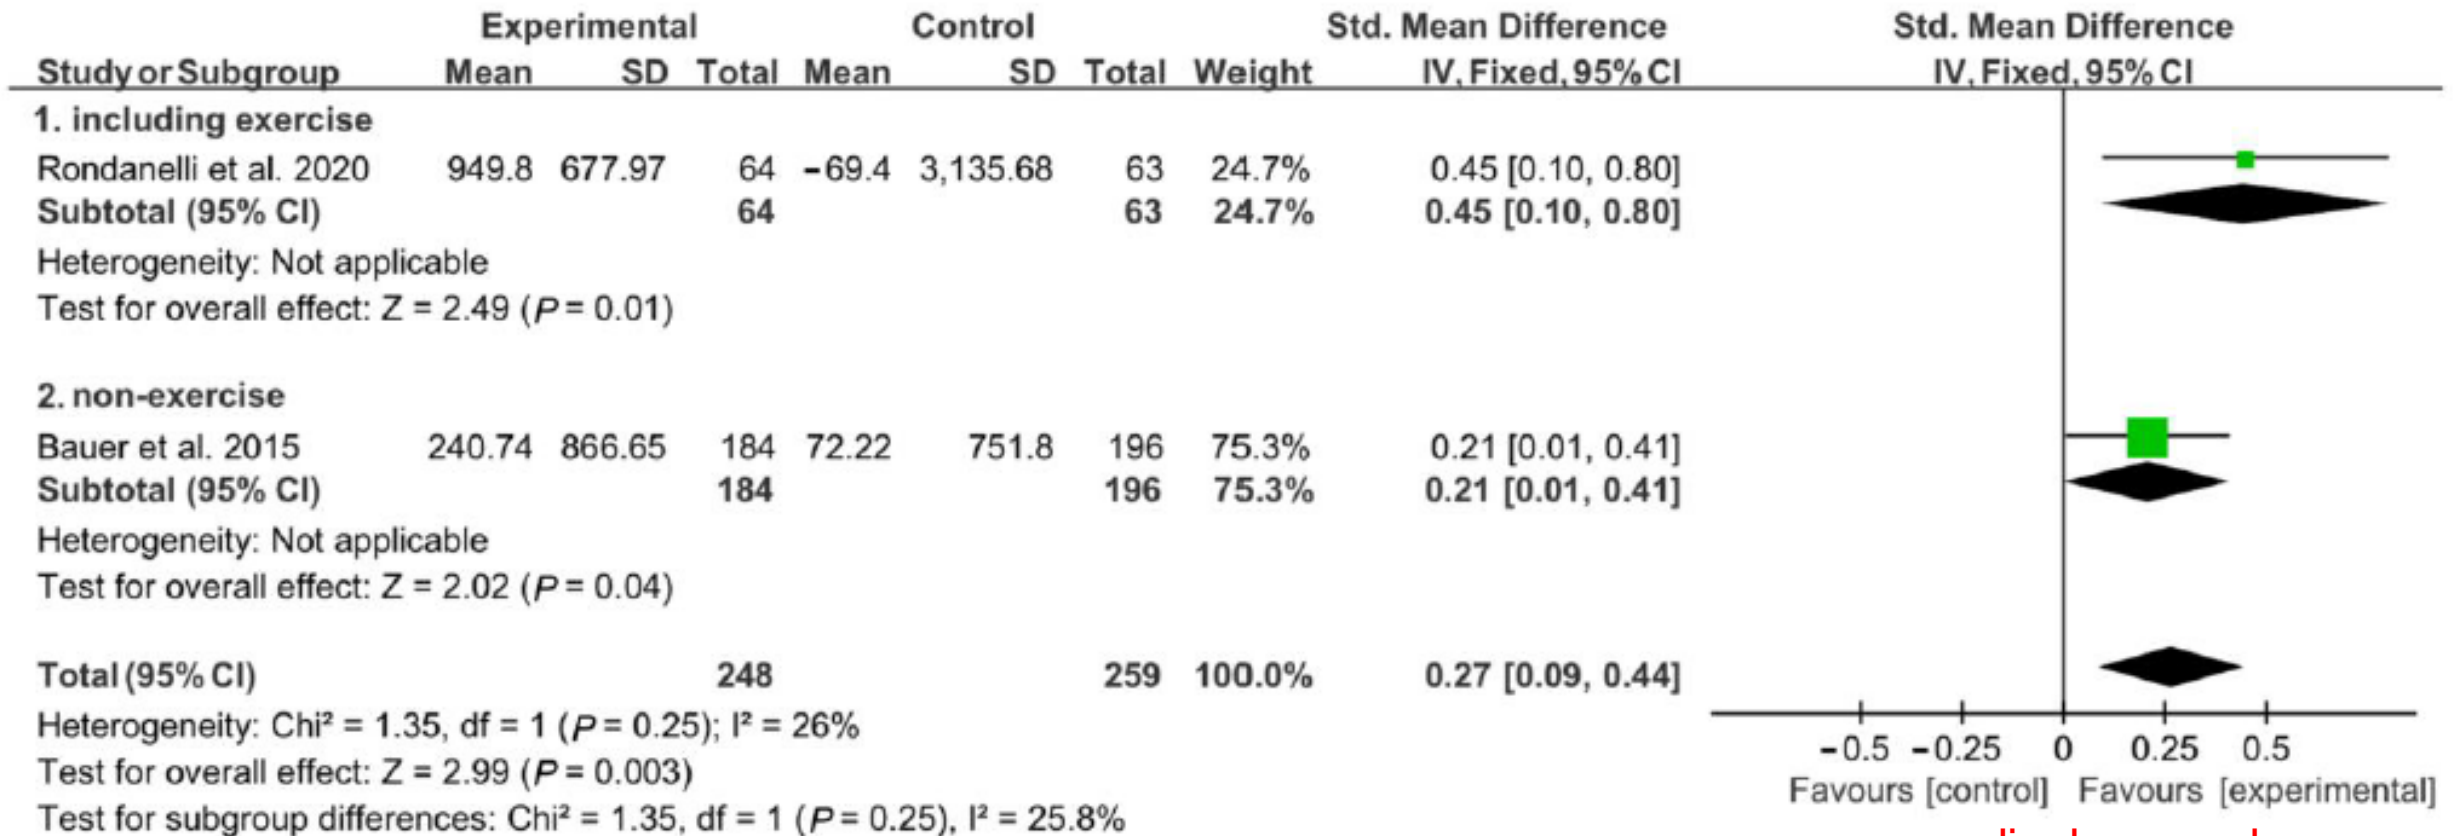 Experimental Control Std. Mean Difference Std. Mean Difference
Study or Subgroup Mean SD Total Mean SD Total Weight IV, Fixed, 95% CI IV, Fixed, 95% CI
1. including exercise
Rondanelli et al. 2020 949.8 677.97 64 −69.4 3,135.68 63 24.7% 0.45 [0.10, 0.80]
Subtotal (95% CI) 64 63 24.7% 0.45 [0.10, 0.80]
Heterogeneity: Not applicable
Test for overall effect: Z = 2.49 (P = 0.01)
2. non-exercise
Bauer et al. 2015 240.74 866.65 184 72.22 751.8 196 75.3% 0.21 [0.01, 0.41]
Subtotal (95% CI) 184 196 75.3% 0.21 [0.01, 0.41]
Heterogeneity: Not applicable
Test for overall effect: Z = 2.02 (P = 0.04)
Total (95% CI) 248 259 100.0% 0.27 [0.09, 0.44]
Heterogeneity: Chi² = 1.35, df = 1 (P = 0.25); I² = 26%
Test for overall effect: Z = 2.99 (P = 0.003)
Test for subgroup differences: Chi² = 1.35, df = 1 (P = 0.25), I² = 25.8%
−0.5 −0.25 0 0.25 0.5
Favours [control] Favours [experimental]